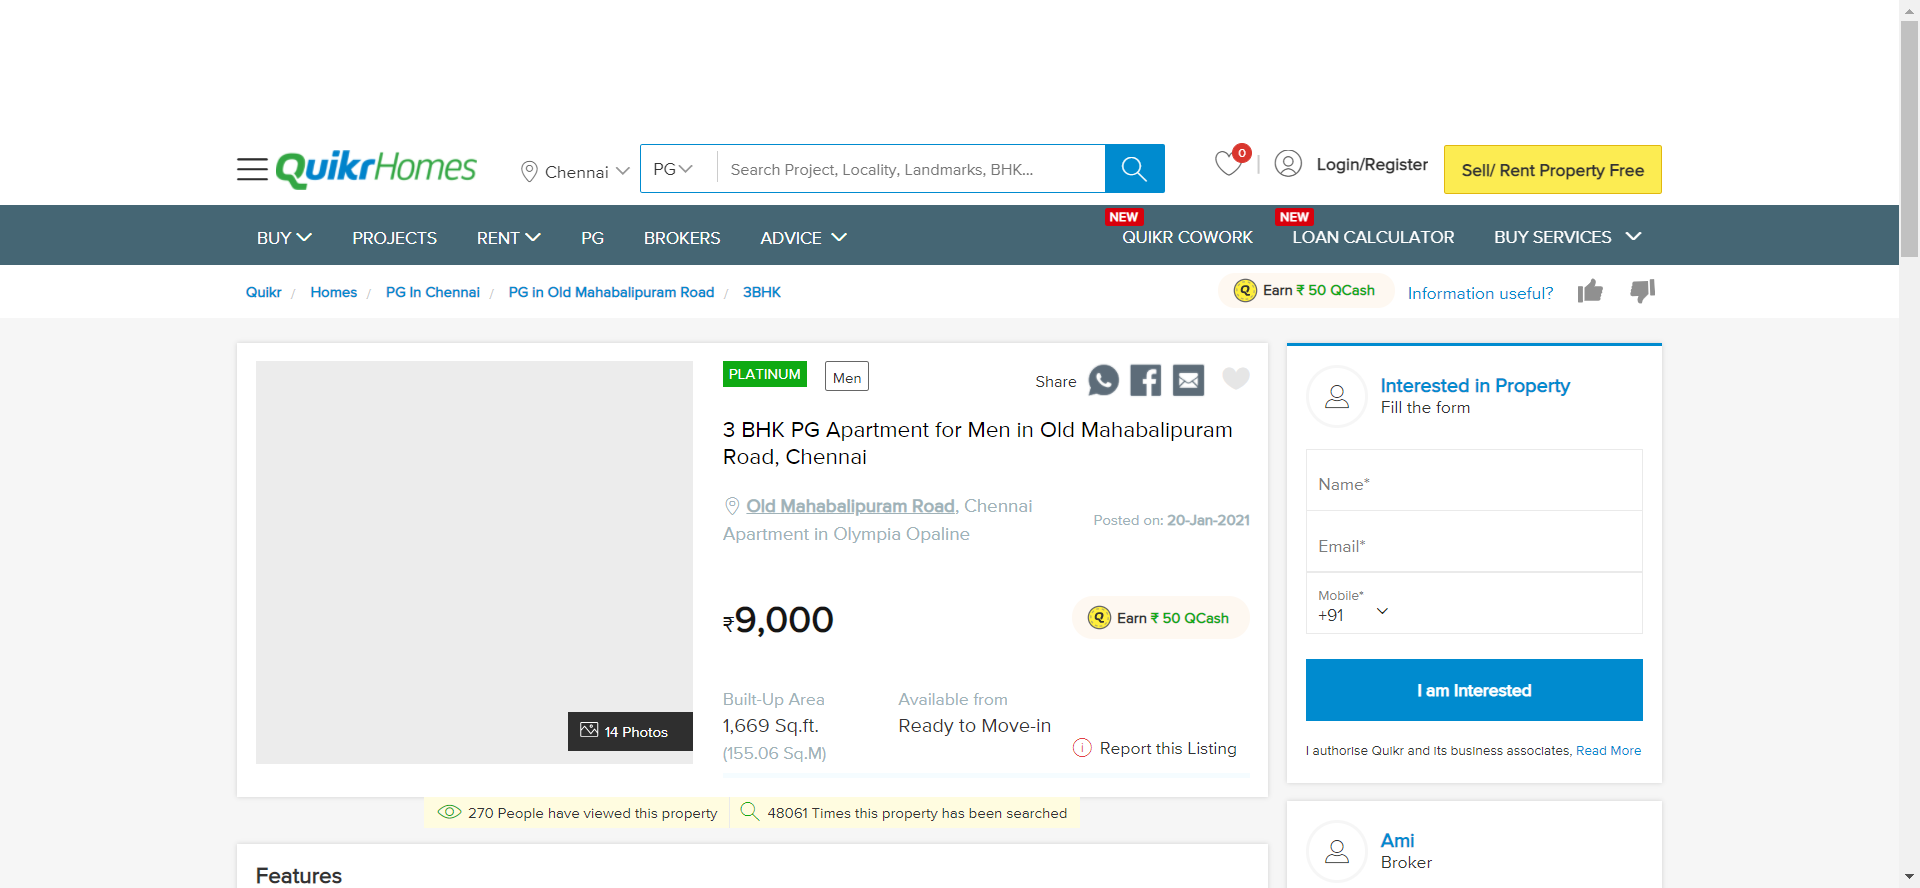 QuikrHomes
Chennai
PG
Search Project, Locality, Landmarks, BHK...
0
Login/Register
Sell/ Rent Property Free
BUY
PROJECTS
RENT
PG
BROKERS
ADVICE
NEW
QUIKR COWORK
NEW
LOAN CALCULATOR
BUY SERVICES
Quikr / Homes / PG In Chennai / PG in Old Mahabalipuram Road / 3BHK
Q Earn ₹ 50 QCash
Information useful?
14 Photos
PLATINUM
Men
Share
3 BHK PG Apartment for Men in Old Mahabalipuram
Road, Chennai
Old Mahabalipuram Road, Chennai
Apartment in Olympia Opaline
Posted on: 20-Jan-2021
₹9,000
Q Earn ₹ 50 QCash
Built-Up Area
1,669 Sq.ft.
(155.06 Sq.M)
Available from
Ready to Move-in
Report this Listing
270 People have viewed this property
48061 Times this property has been searched
Features
Interested in Property
Fill the form
Name*
Email*
Mobile*
+91
I am Interested
I authorise Quikr and its business associates, Read More
Ami
Broker